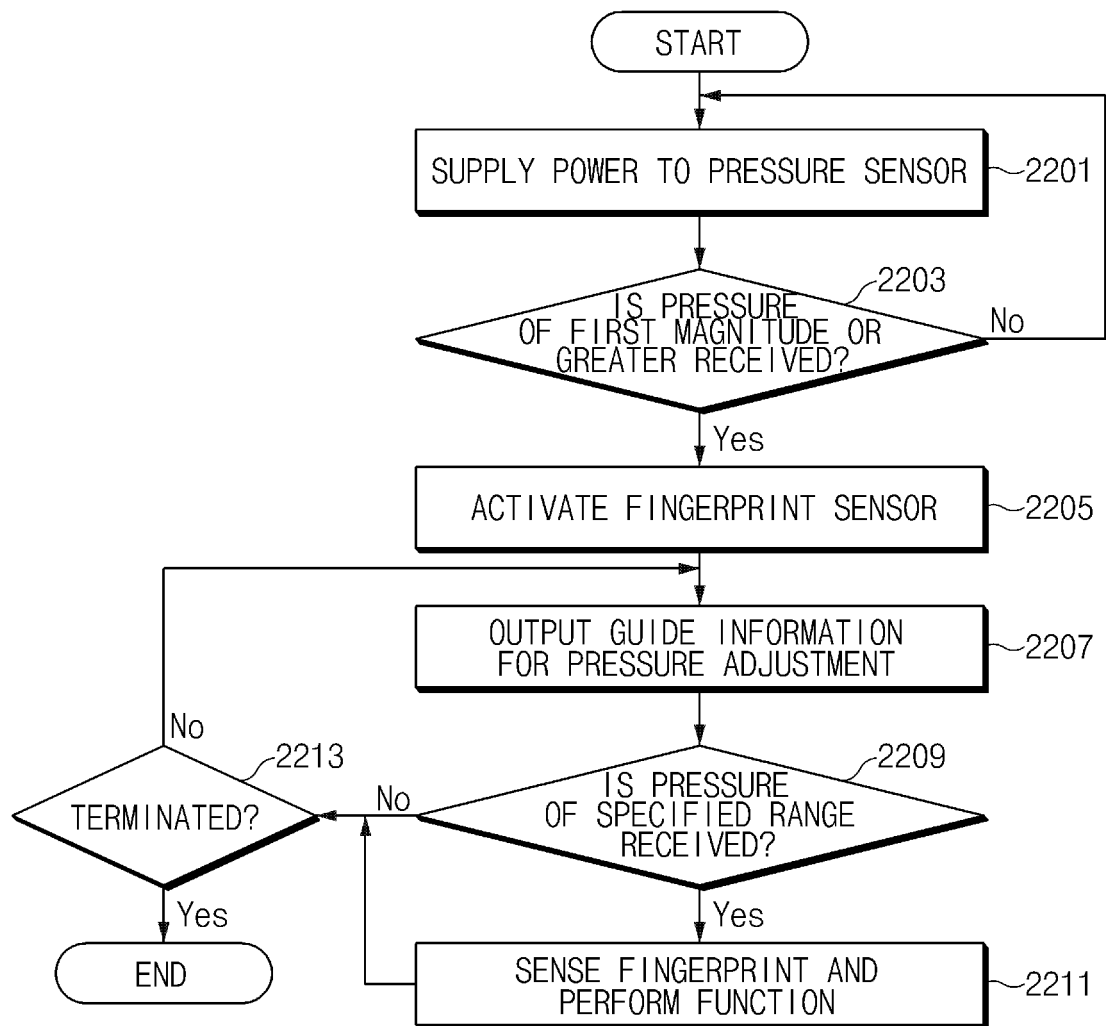 START
SUPPLY POWER TO PRESSURE SENSOR
2201
2203
IS PRESSURE
OF FIRST MAGNITUDE OR
GREATER RECEIVED?
No
Yes
ACTIVATE FINGERPRINT SENSOR
2205
OUTPUT GUIDE INFORMATION
FOR PRESSURE ADJUSTMENT
2207
No
2213
TERMINATED?
No
2209
IS PRESSURE
OF SPECIFIED RANGE
RECEIVED?
Yes
Yes
END
SENSE FINGERPRINT AND
PERFORM FUNCTION
2211